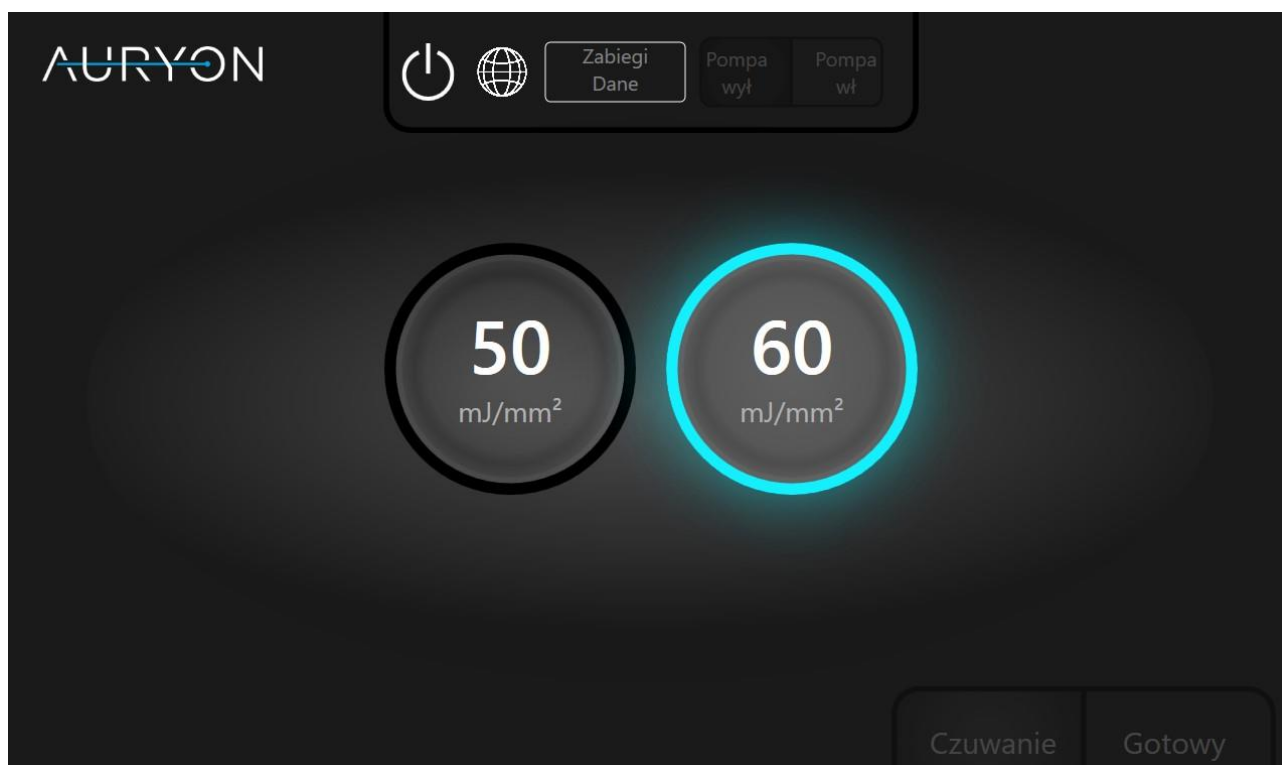 AURYON
Zabiegi
Dane
Pompa
wył
Pompa
wł
50
mJ/mm²
60
mJ/mm²
Czuwanie
Gotowy